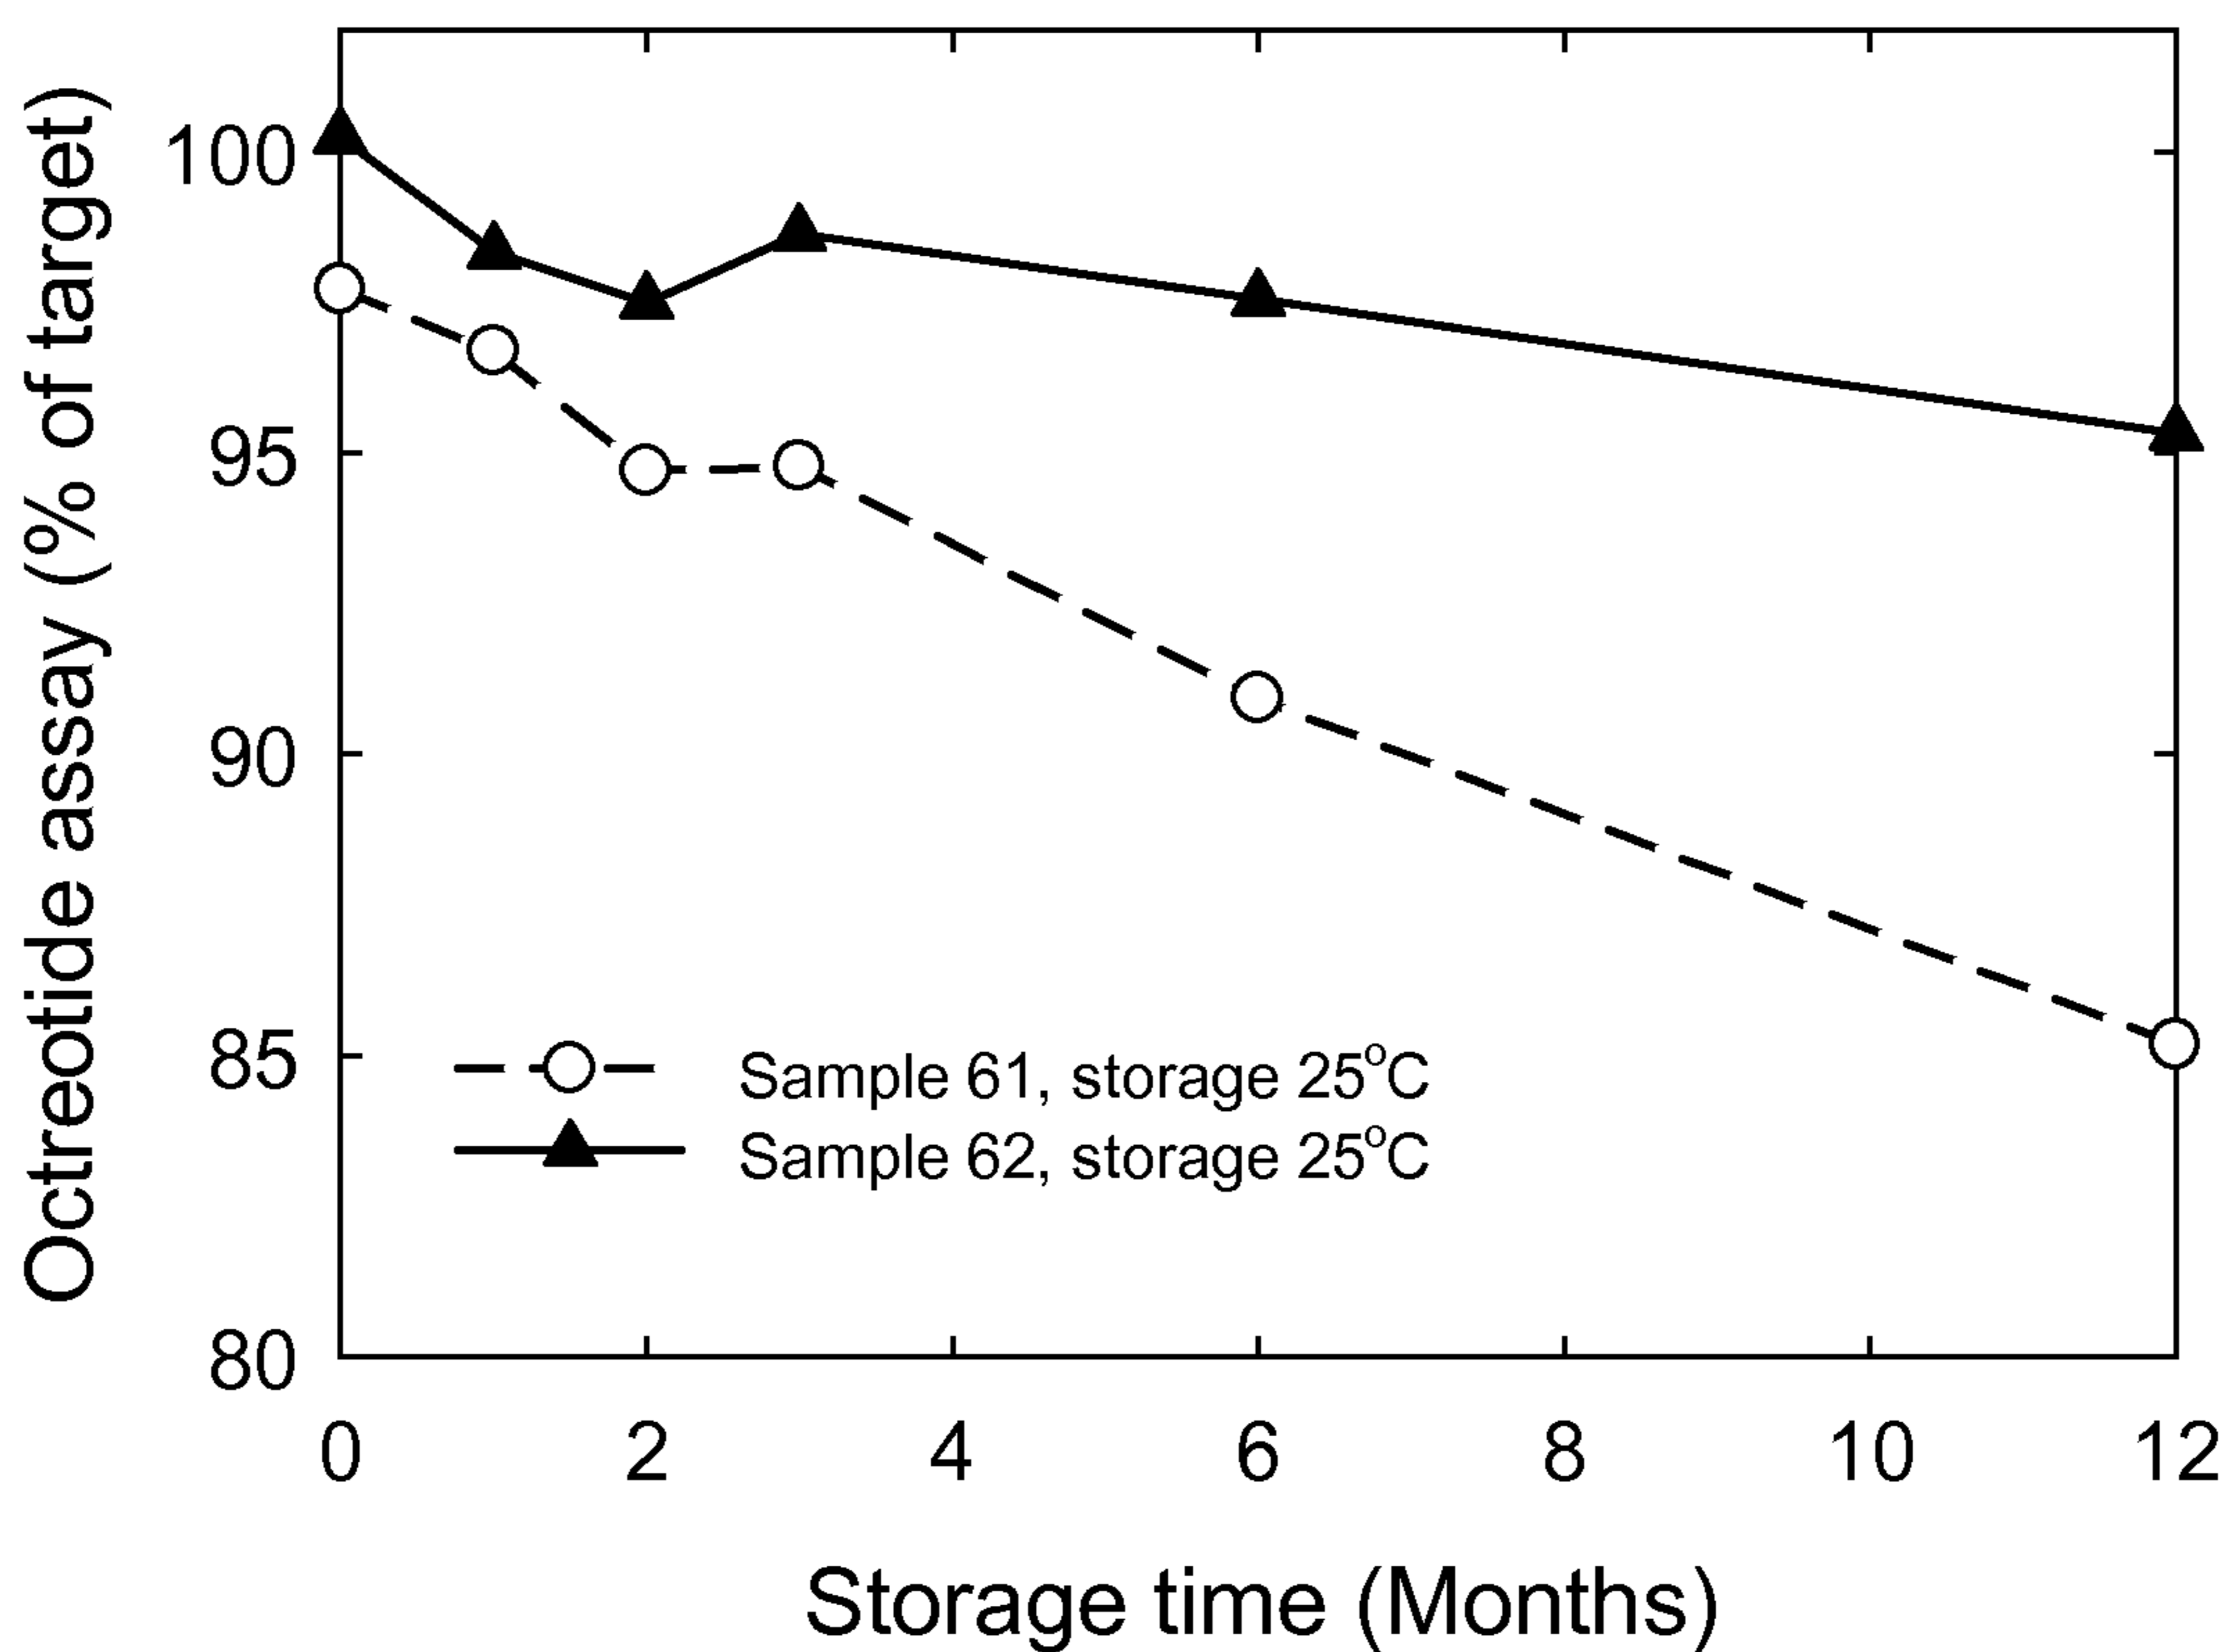 Octreotide assay (% of target)
100
95
90
85
80
Sample 61, storage 25°C
Sample 62, storage 25°C
0 2 4 6 8 10 12
Storage time (Months)